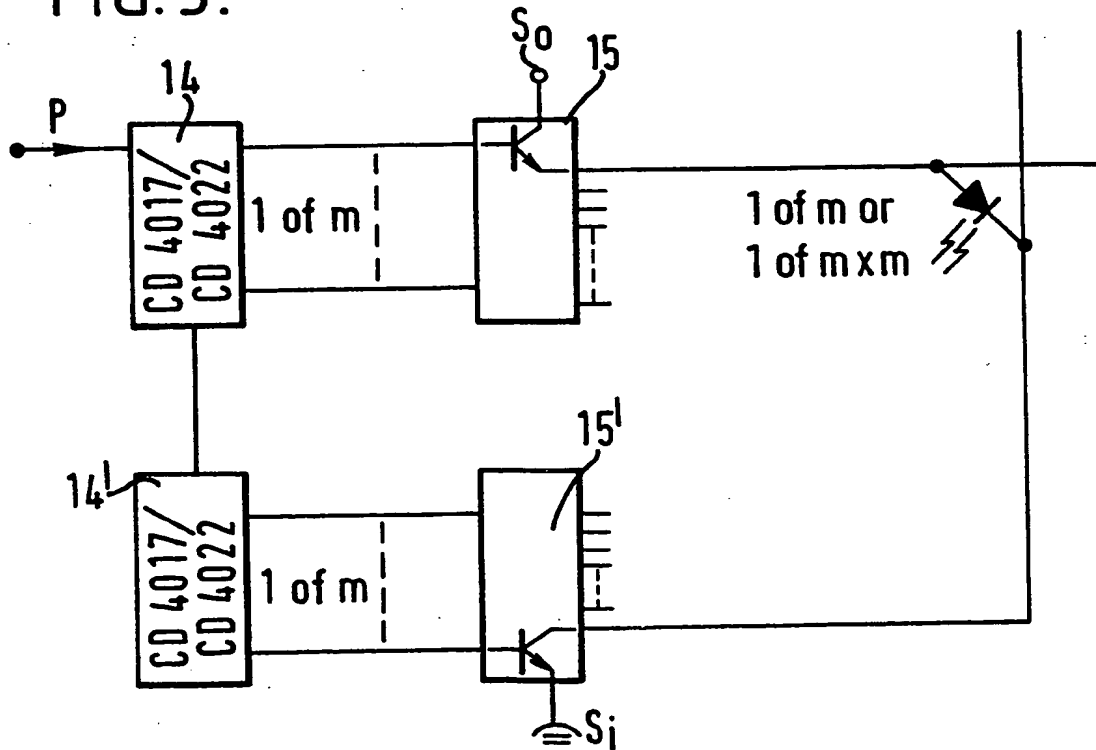 FIG.5.
So
15
14
P
CD 4017/
CD 4022
1 of m
1 of m or
1 of m x m
15'
14'
CD 4017/
CD 4022
1 of m
Si